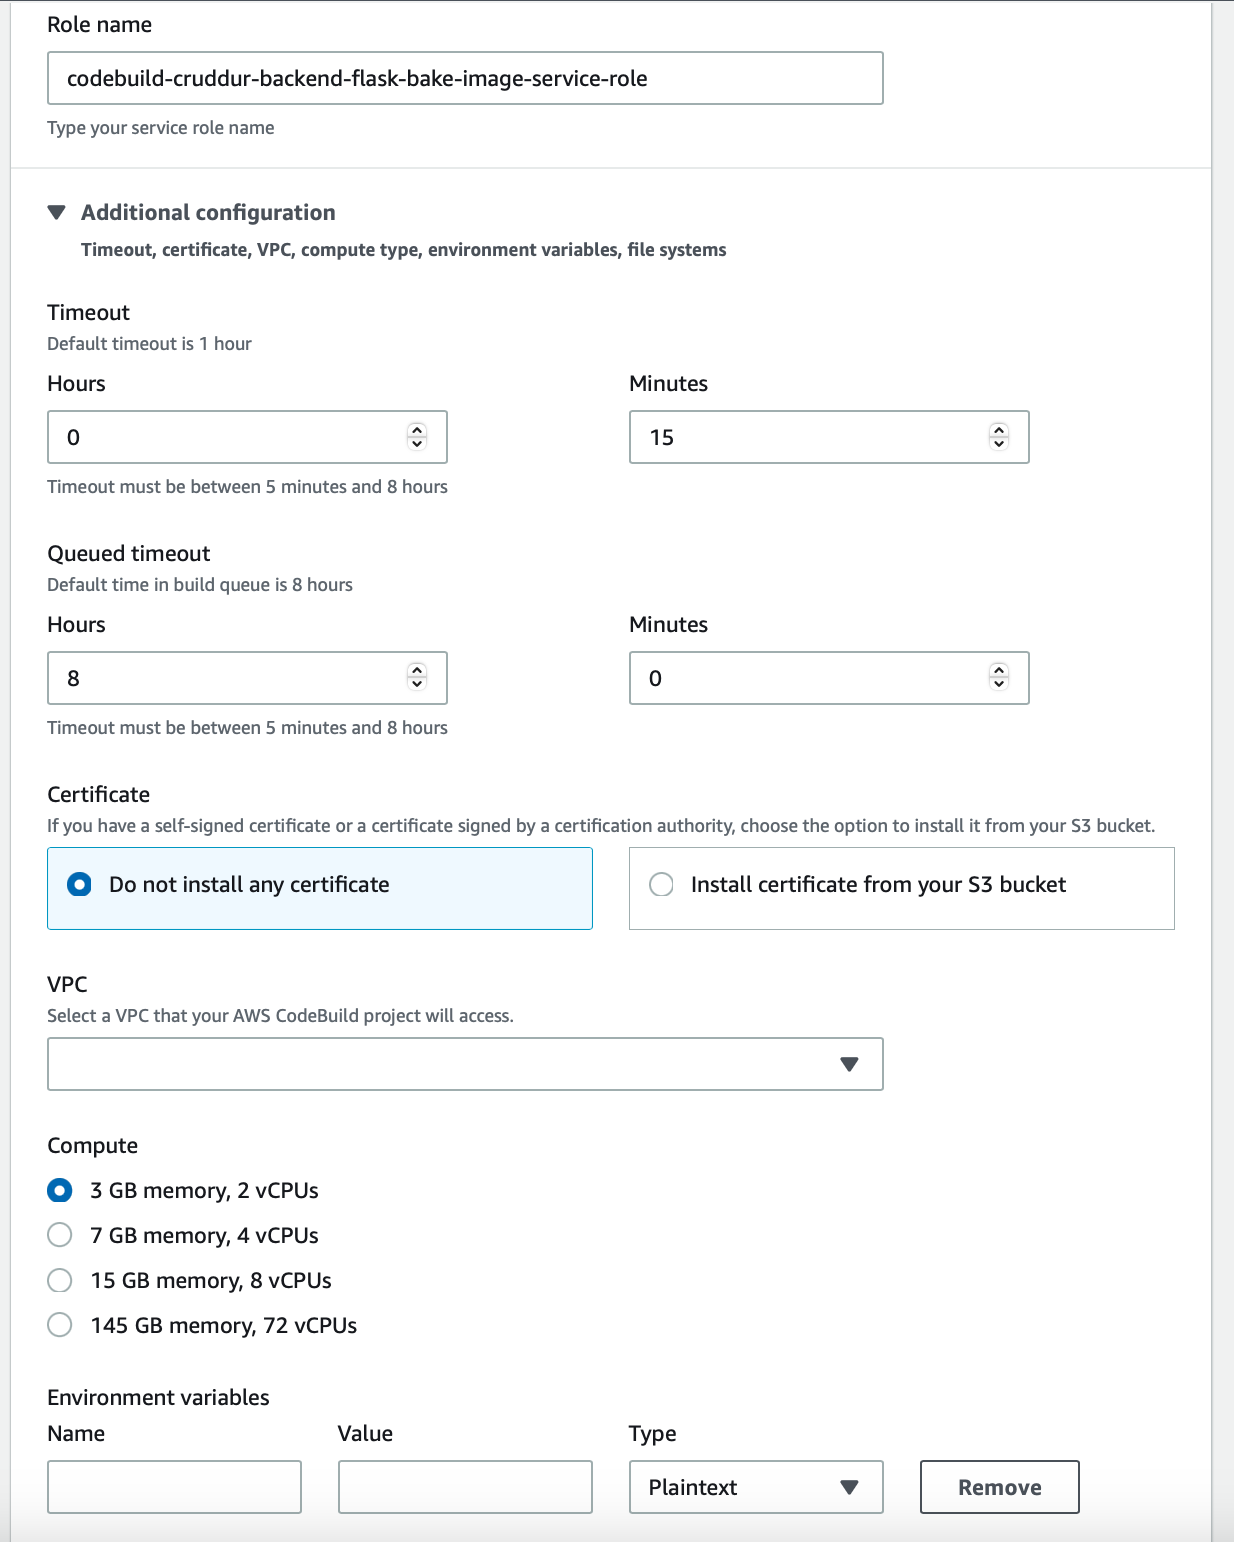 Role name
codebuild-cruddur-backend-flask-bake-image-service-role
Type your service role name
Additional configuration
Timeout, certificate, VPC, compute type, environment variables, file systems
Timeout
Default timeout is 1 hour
Hours Minutes
0 15
Timeout must be between 5 minutes and 8 hours
Queued timeout
Default time in build queue is 8 hours
Hours Minutes
8 0
Timeout must be between 5 minutes and 8 hours
Certificate
If you have a self-signed certificate or a certificate signed by a certification authority, choose the option to install it from your S3 bucket.
Do not install any certificate Install certificate from your S3 bucket
VPC
Select a VPC that your AWS CodeBuild project will access.
Compute
3 GB memory, 2 vCPUs
7 GB memory, 4 vCPUs
15 GB memory, 8 vCPUs
145 GB memory, 72 vCPUs
Environment variables
Name Value Type
Plaintext Remove